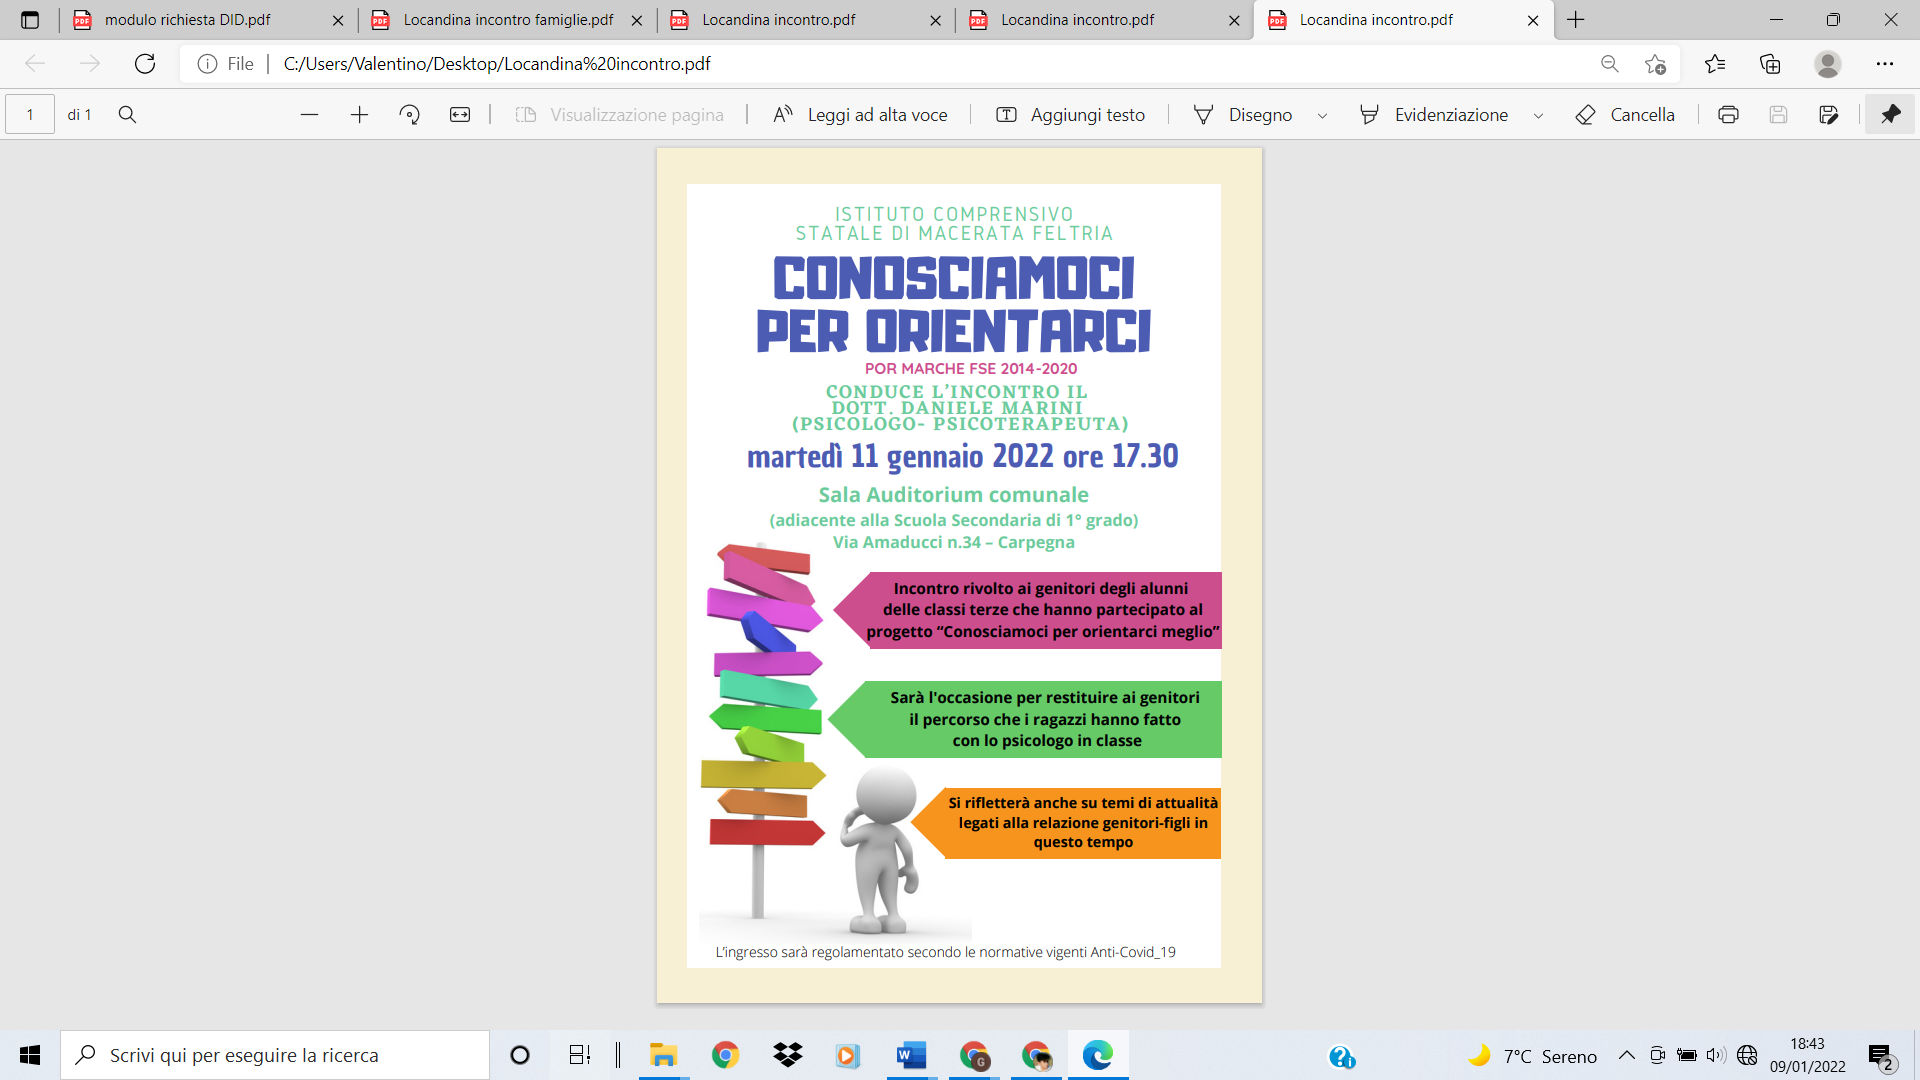 modulo richiesta DID.pdf
Locandina incontro famiglie.pdf
Locandina incontro.pdf
Locandina incontro.pdf
Locandina incontro.pdf
File
C:/Users/Valentino/Desktop/Locandina%20incontro.pdf
1 di 1
Visualizzazione pagina
Leggi ad alta voce
Aggiungi testo
Disegno
Evidenziazione
Cancella
ISTITUTO COMPRENSIVO
STATALE DI MACERATA FELTRIA
CONOSCIAMOCI
PER ORIENTARCI
POR MARCHE FSE 2014-2020
CONDUCE L'INCONTRO IL
DOTT. DANIELE MARINI
(PSICOLOGO- PSICOTERAPEUTA)
martedì 11 gennaio 2022 ore 17.30
Sala Auditorium comunale
(adiacente alla Scuola Secondaria di 1° grado)
Via Amaducci n.34 – Carpegna
Incontro rivolto ai genitori degli alunni
delle classi terze che hanno partecipato al
progetto “Conosciamoci per orientarci meglio”
Sarà l'occasione per restituire ai genitori
il percorso che i ragazzi hanno fatto
con lo psicologo in classe
Si rifletterà anche su temi di attualità
legati alla relazione genitori-figli in
questo tempo
L'ingresso sarà regolamentato secondo le normative vigenti Anti-Covid_19
Scrivi qui per eseguire la ricerca
7°C Sereno
18:43
09/01/2022
2